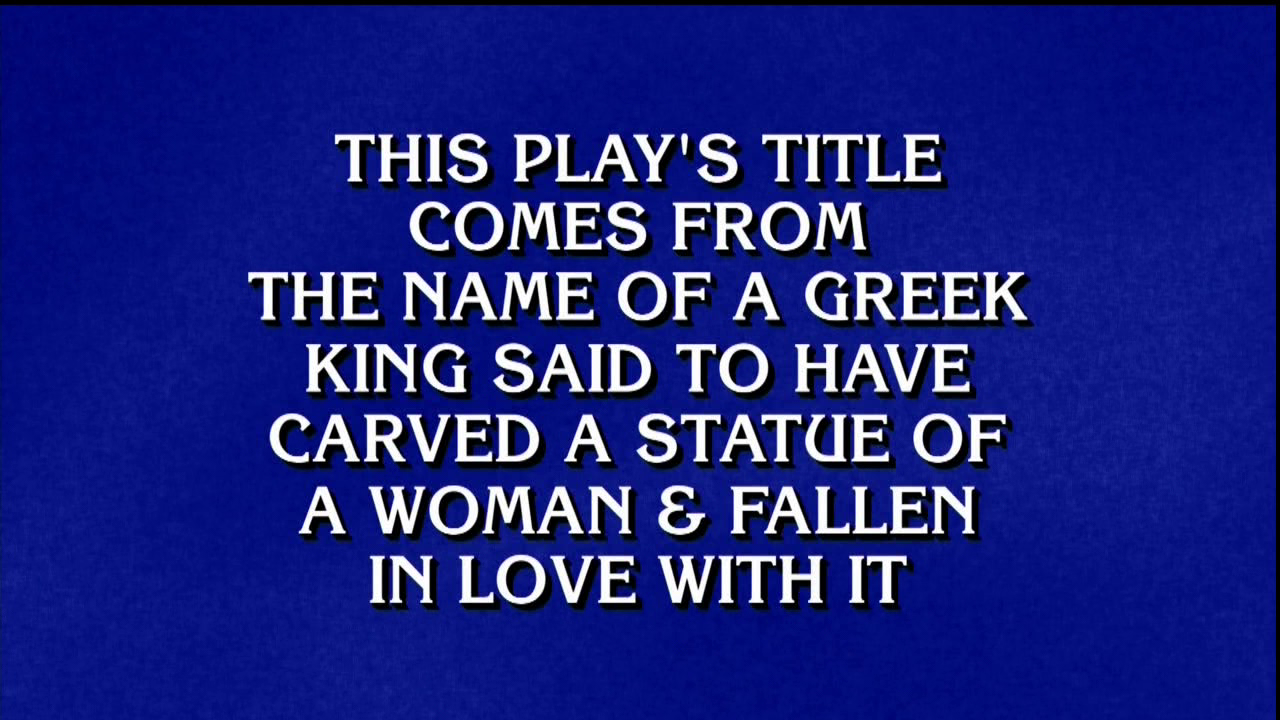 THIS PLAY'S TITLE
COMES FROM
THE NAME OF A GREEK
KING SAID TO HAVE
CARVED A STATUE OF
A WOMAN & FALLEN
IN LOVE WITH IT